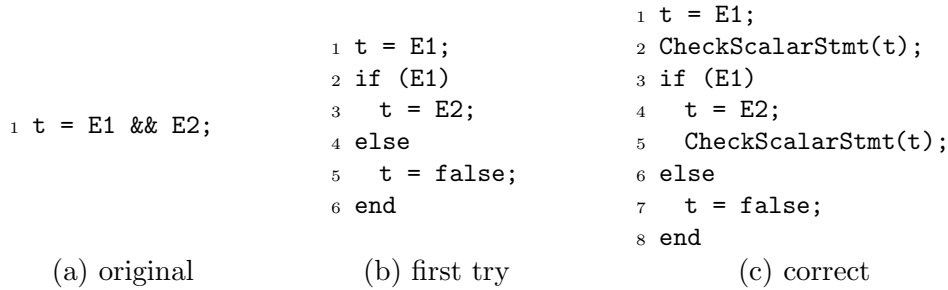 1 t = E1 && E2;
(a) original
1 t = E1;
2 if (E1)
3   t = E2;
4 else
5   t = false;
6 end
(b) first try
1 t = E1;
2 CheckScalarStmt(t);
3 if (E1)
4   t = E2;
5   CheckScalarStmt(t);
6 else
7   t = false;
8 end
(c) correct